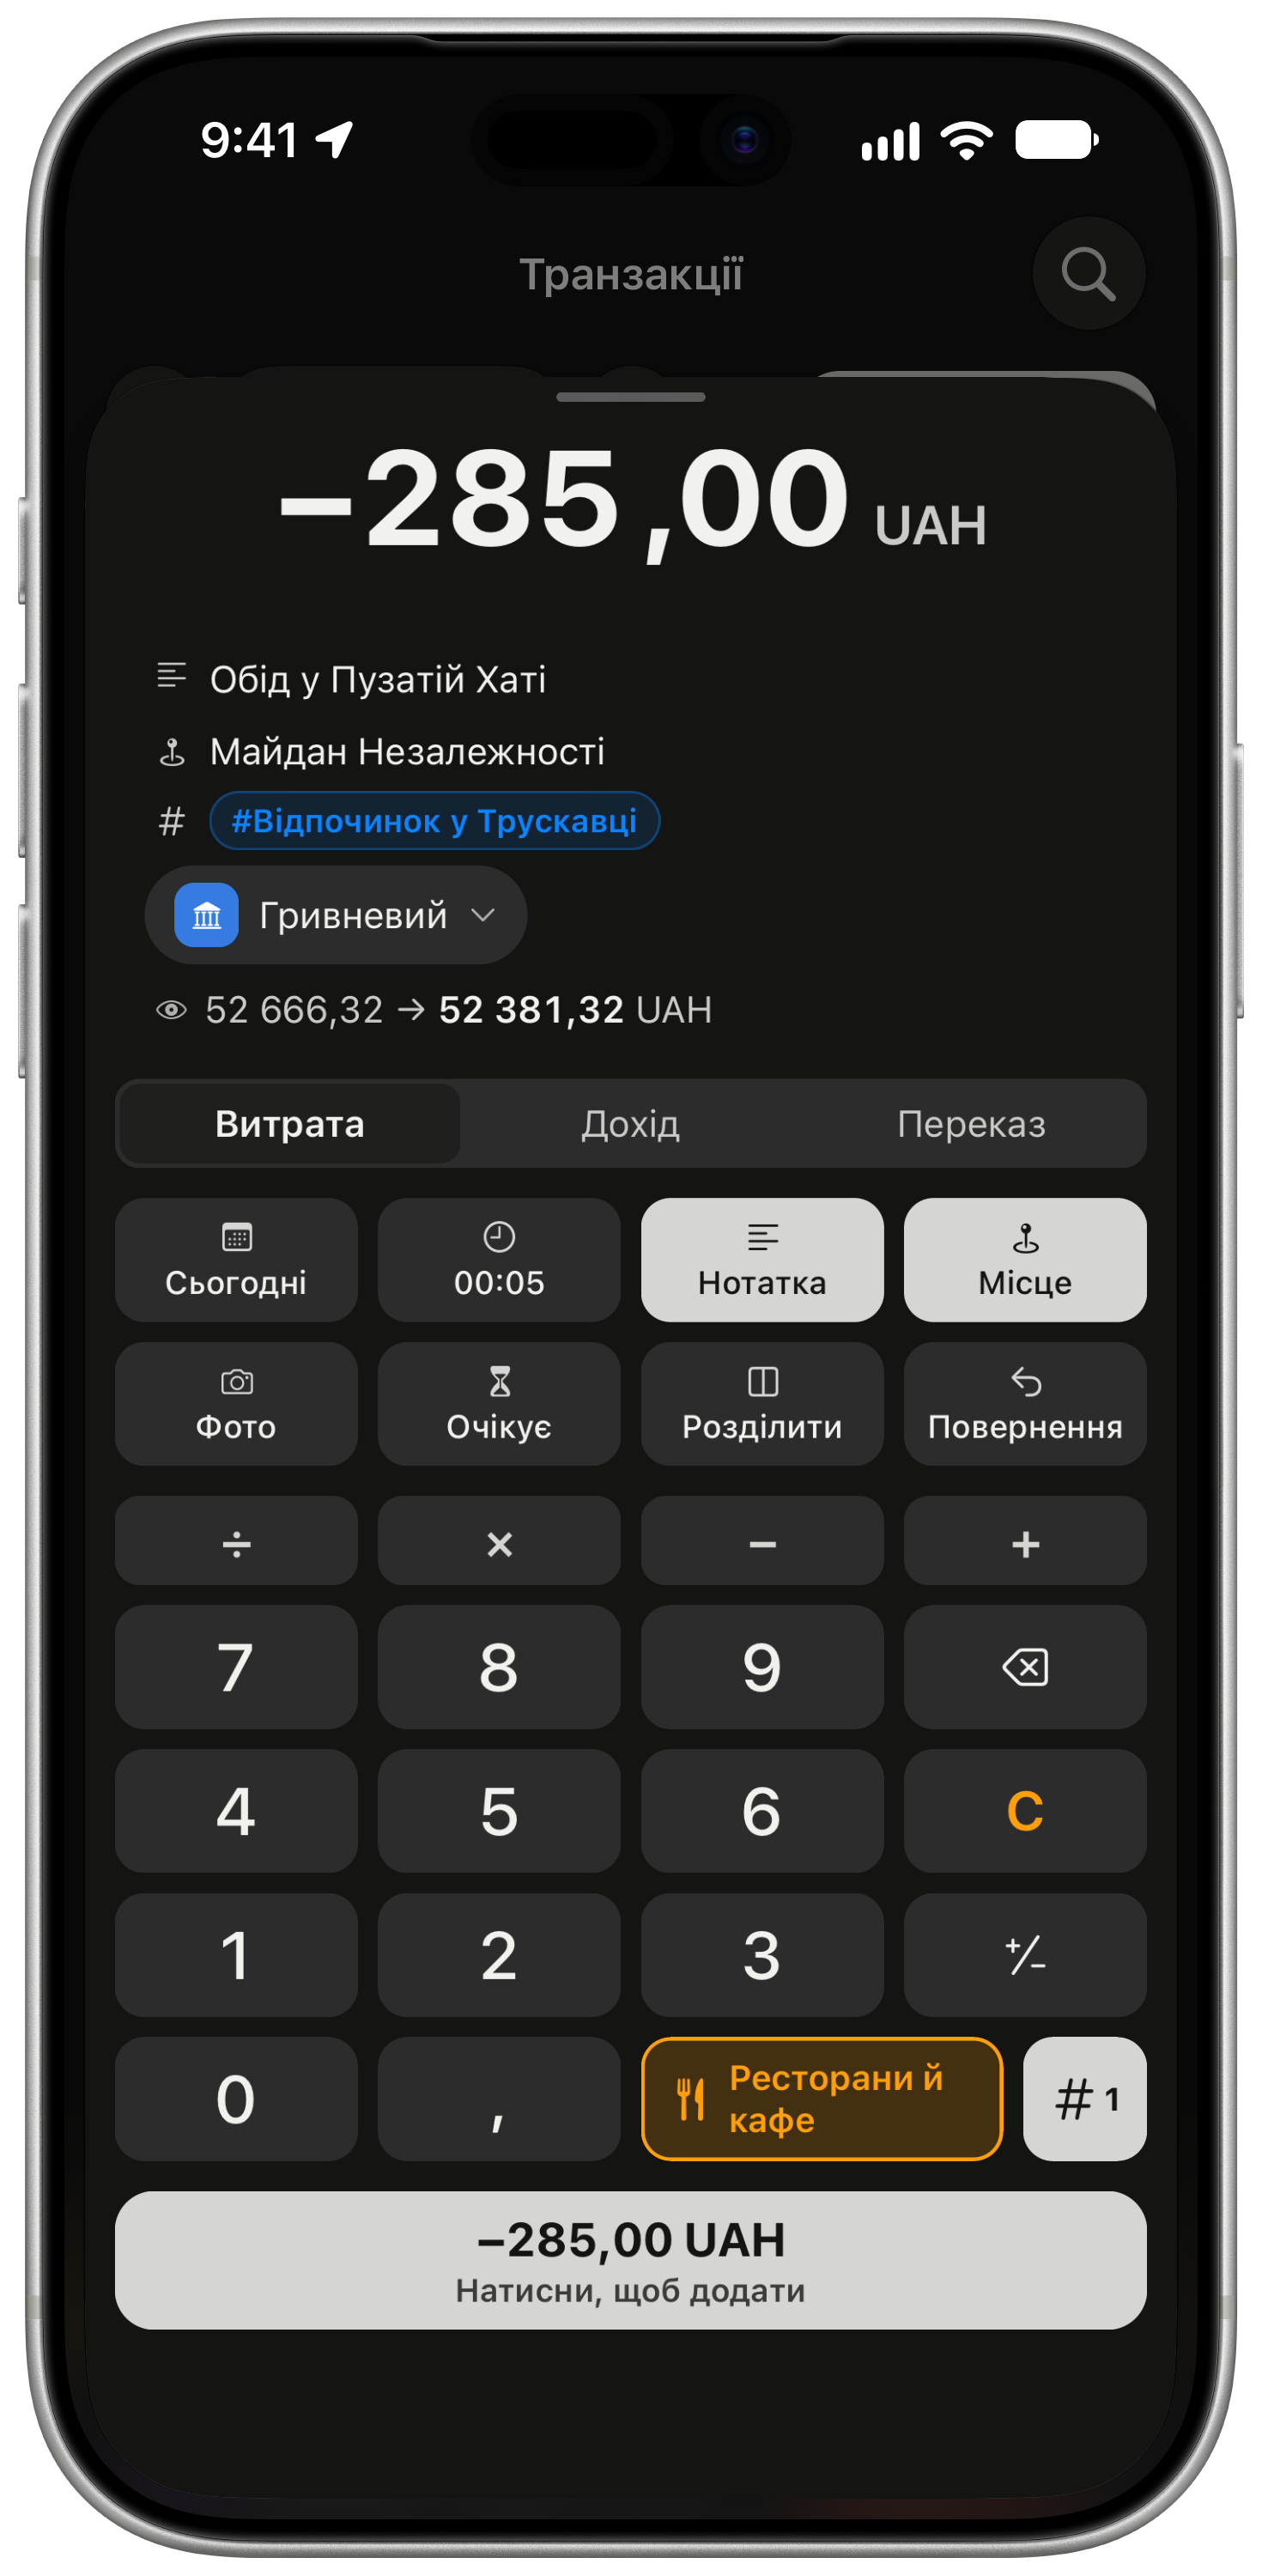 9:41
Транзакції
−285,00 UAH
Обід у Пузатій Хаті
Майдан Незалежності
# #Відпочинок у Трускавці
Гривневий
52 666,32 → 52 381,32 UAH
Витрата Дохід Переказ
Сьогодні 00:05 Нотатка Місце
Фото Очікує Розділити Повернення
÷ × − +
7 8 9
4 5 6 C
1 2 3 +/−
0 , Ресторани й
кафе # 1
−285,00 UAH
Натисни, щоб додати